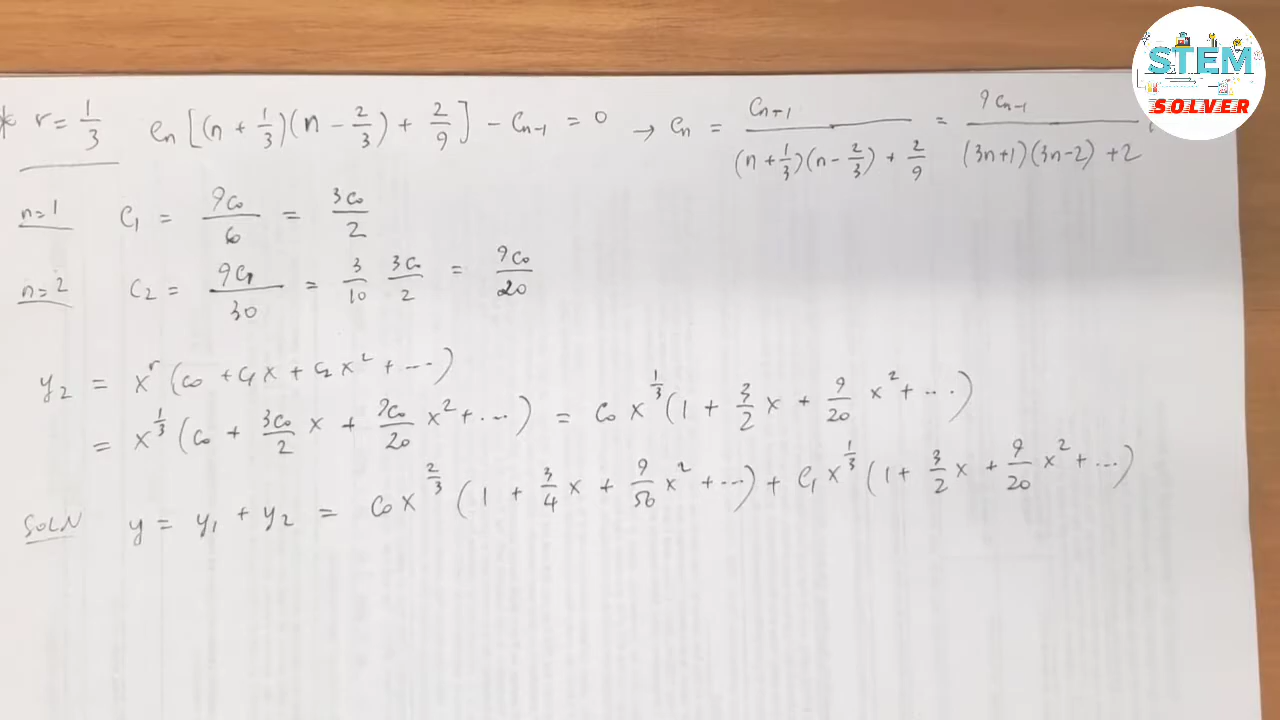 STEM
SOLVER
* r = 1/3 Cn [(n + 1/3)(n - 2/3) + 2/9] - Cn-1 = 0 → Cn = Cn+1 / ((n + 1/3)(n - 2/3) + 2/9) = 9Cn-1 / ((3n+1)(3n-2) + 2)
n=1 C1 = 9C0/6 = 3C0/2
n=2 C2 = 9C1/30 = 3/10 3C0/2 = 9C0/20
y2 = x^r (C0 + C1x + C2x^2 + ...)
= x^(1/3) (C0 + 3C0/2 x + 9C0/20 x^2 + ...) = C0 x^(1/3) (1 + 3/2 x + 9/20 x^2 + ...)
SOLN y = y1 + y2 = C0 x^(2/3) (1 + 3/4 x + 9/56 x^2 + ...) + C1 x^(1/3) (1 + 3/2 x + 9/20 x^2 + ...)